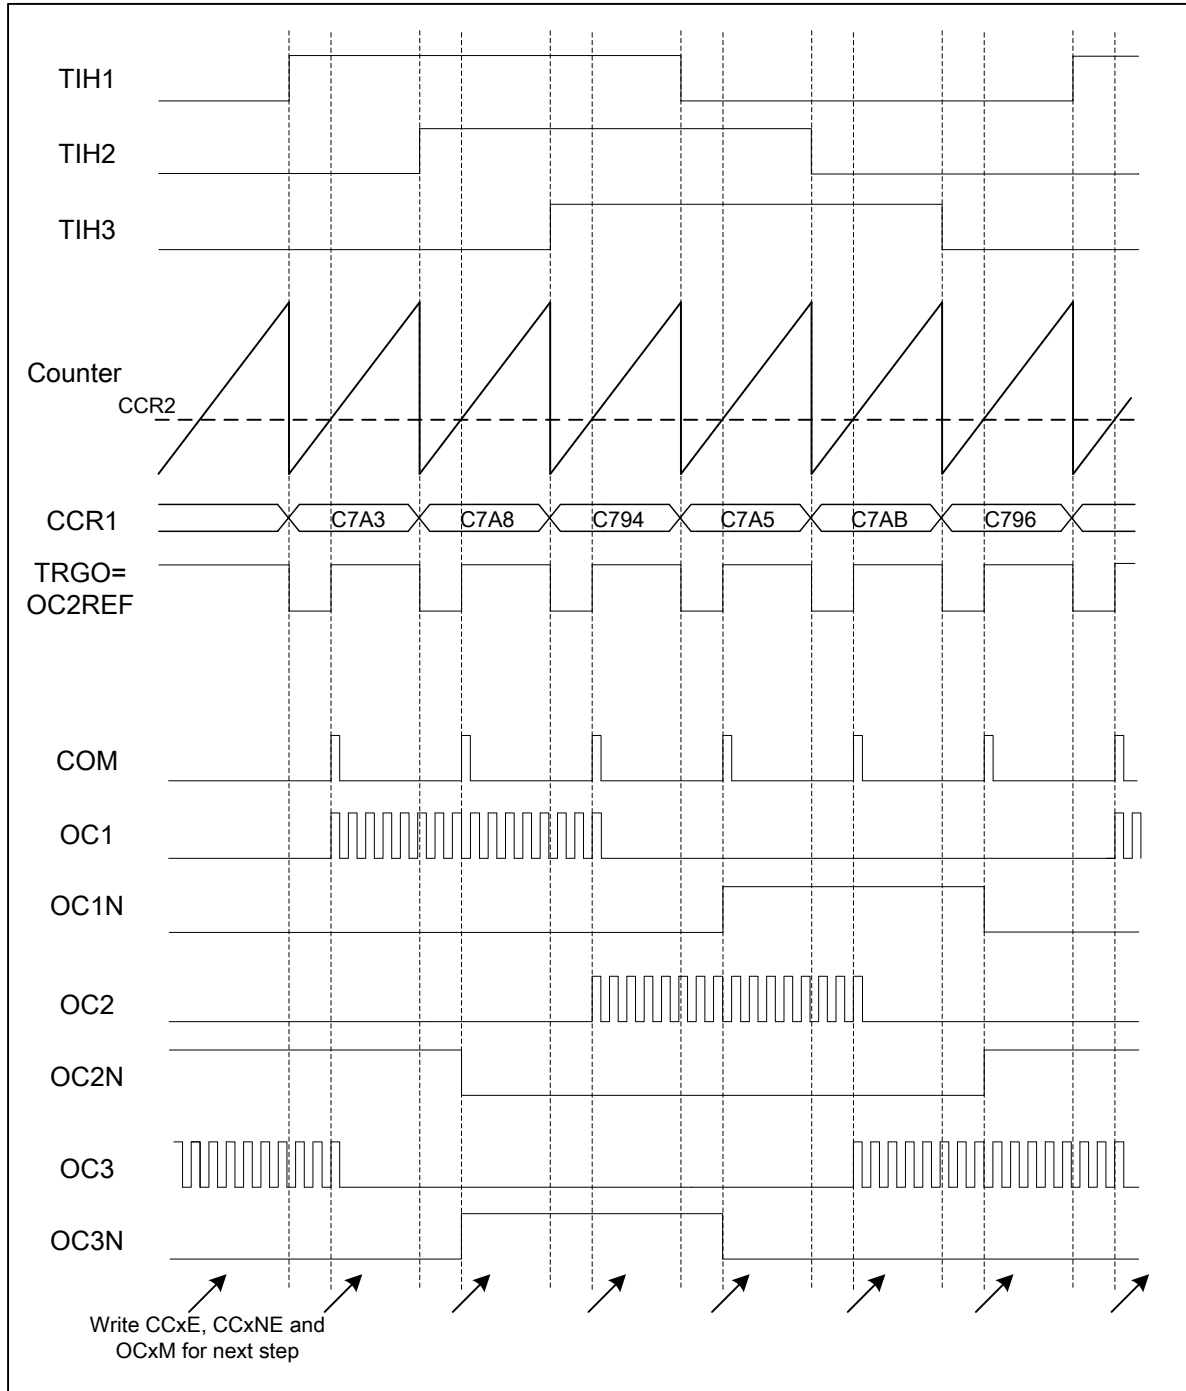 TIH1
TIH2
TIH3
Counter
CCR2
CCR1
C7A3 C7A8 C794 C7A5 C7AB C796
TRGO=
OC2REF
COM
OC1
OC1N
OC2
OC2N
OC3
OC3N
Write CCxE, CCxNE and
OCxM for next step